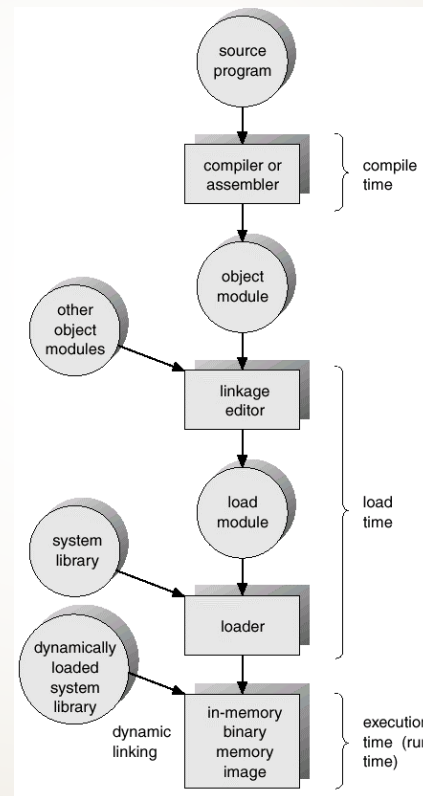 source
program
compiler or
assembler
compile
time
object
module
other
object
modules
linkage
editor
load
module
load
time
system
library
loader
dynamically
loaded
system
library
dynamic
linking
in-memory
binary
memory
image
execution
time (run
time)